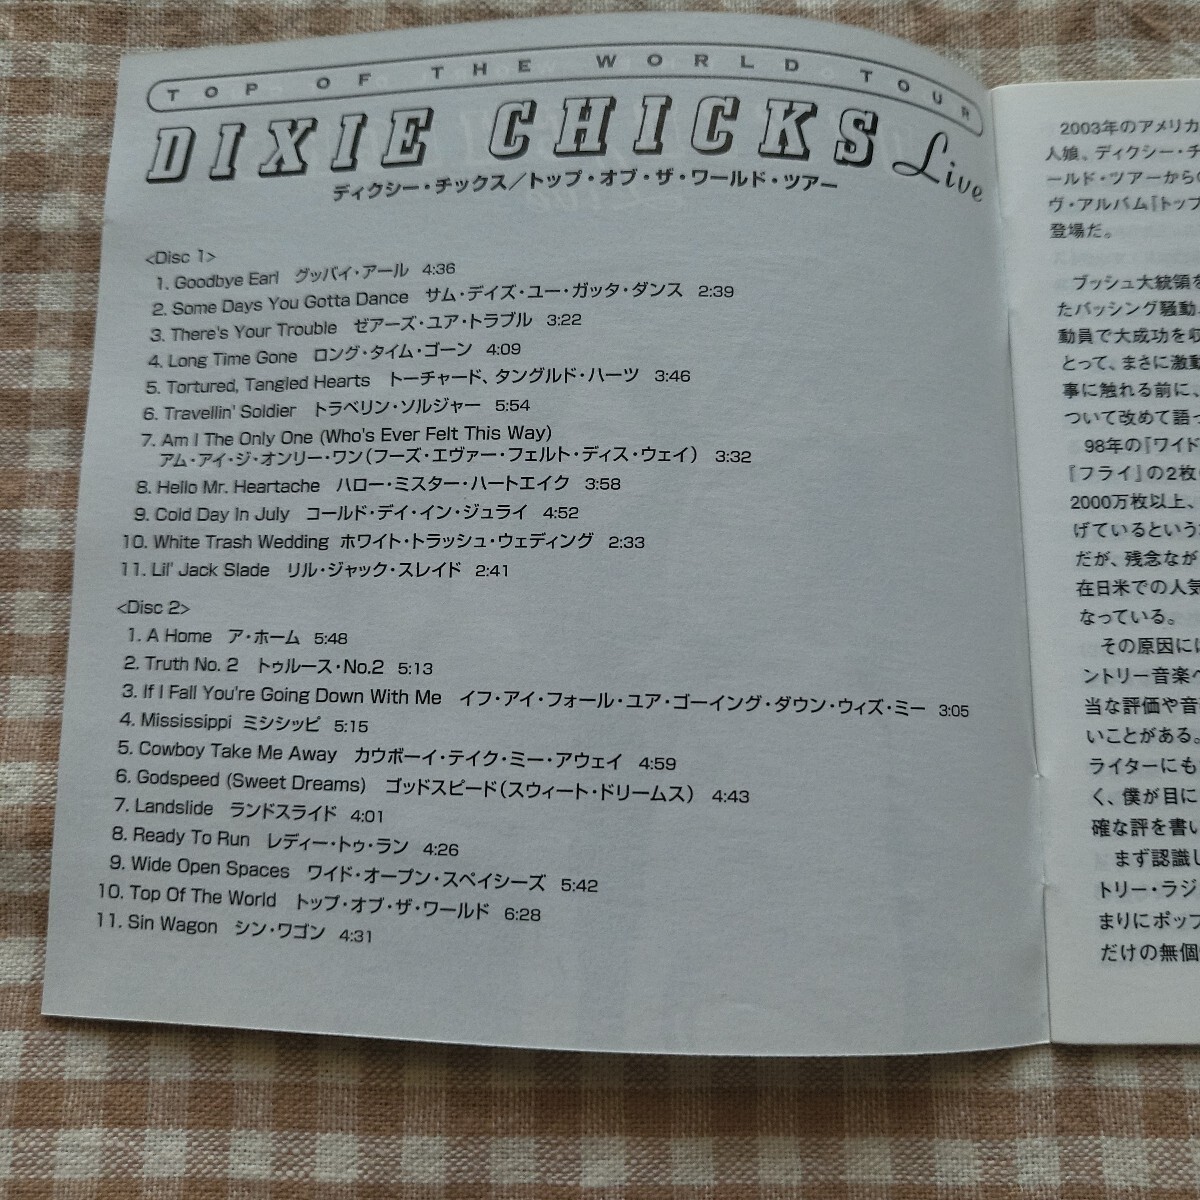 TOP OF THE WORLD TOUR
DIXIE CHICKS Live
ディクシー・チックス／トップ・オブ・ザ・ワールド・ツアー
<Disc 1>
1. Goodbye Earl グッバイ・アール 4:36
2. Some Days You Gotta Dance サム・デイズ・ユー・ガッタ・ダンス 2:39
3. There's Your Trouble ゼアーズ・ユア・トラブル 3:22
4. Long Time Gone ロング・タイム・ゴーン 4:09
5. Tortured, Tangled Hearts トーチャード、タングルド・ハーツ 3:46
6. Travellin' Soldier トラベリン・ソルジャー 5:54
7. Am I The Only One (Who's Ever Felt This Way)
アム・アイ・ジ・オンリー・ワン（フーズ・エヴァー・フェルト・ディス・ウェイ） 3:32
8. Hello Mr. Heartache ハロー・ミスター・ハートエイク 3:58
9. Cold Day In July コールド・デイ・イン・ジュライ 4:52
10. White Trash Wedding ホワイト・トラッシュ・ウェディング 2:33
11. Lil' Jack Slade リル・ジャック・スレイド 2:41
<Disc 2>
1. A Home ア・ホーム 5:48
2. Truth No. 2 トゥルース・No.2 5:13
3. If I Fall You're Going Down With Me イフ・アイ・フォール・ユア・ゴーイング・ダウン・ウィズ・ミー 3:05
4. Mississippi ミシシッピ 5:15
5. Cowboy Take Me Away カウボーイ・テイク・ミー・アウェイ 4:59
6. Godspeed (Sweet Dreams) ゴッドスピード（スウィート・ドリームス） 4:43
7. Landslide ランドスライド 4:01
8. Ready To Run レディー・トゥ・ラン 4:26
9. Wide Open Spaces ワイド・オープン・スペイシーズ 5:42
10. Top Of The World トップ・オブ・ザ・ワールド 6:28
11. Sin Wagon シン・ワゴン 4:31
2003年のアメリカ
人娘、ディクシー・チ
ールド・ツアーからの
ヴ・アルバム『トップ
登場だ。
ブッシュ大統領を
たバッシング騒動、
動員で大成功を収
とって、まさに激動
事に触れる前に、
ついて改めて語っ
98年の『ワイド
『フライ』の2枚
2000万枚以上、
げているという
だが、残念なが
在日米での人気
なっている。
その原因に
ントリー音楽へ
当な評価や音
いことがある。
ライターにも
く、僕が目に
確な評を書い
まず認識し
トリー・ラジ
まりにポップ
だけの無個